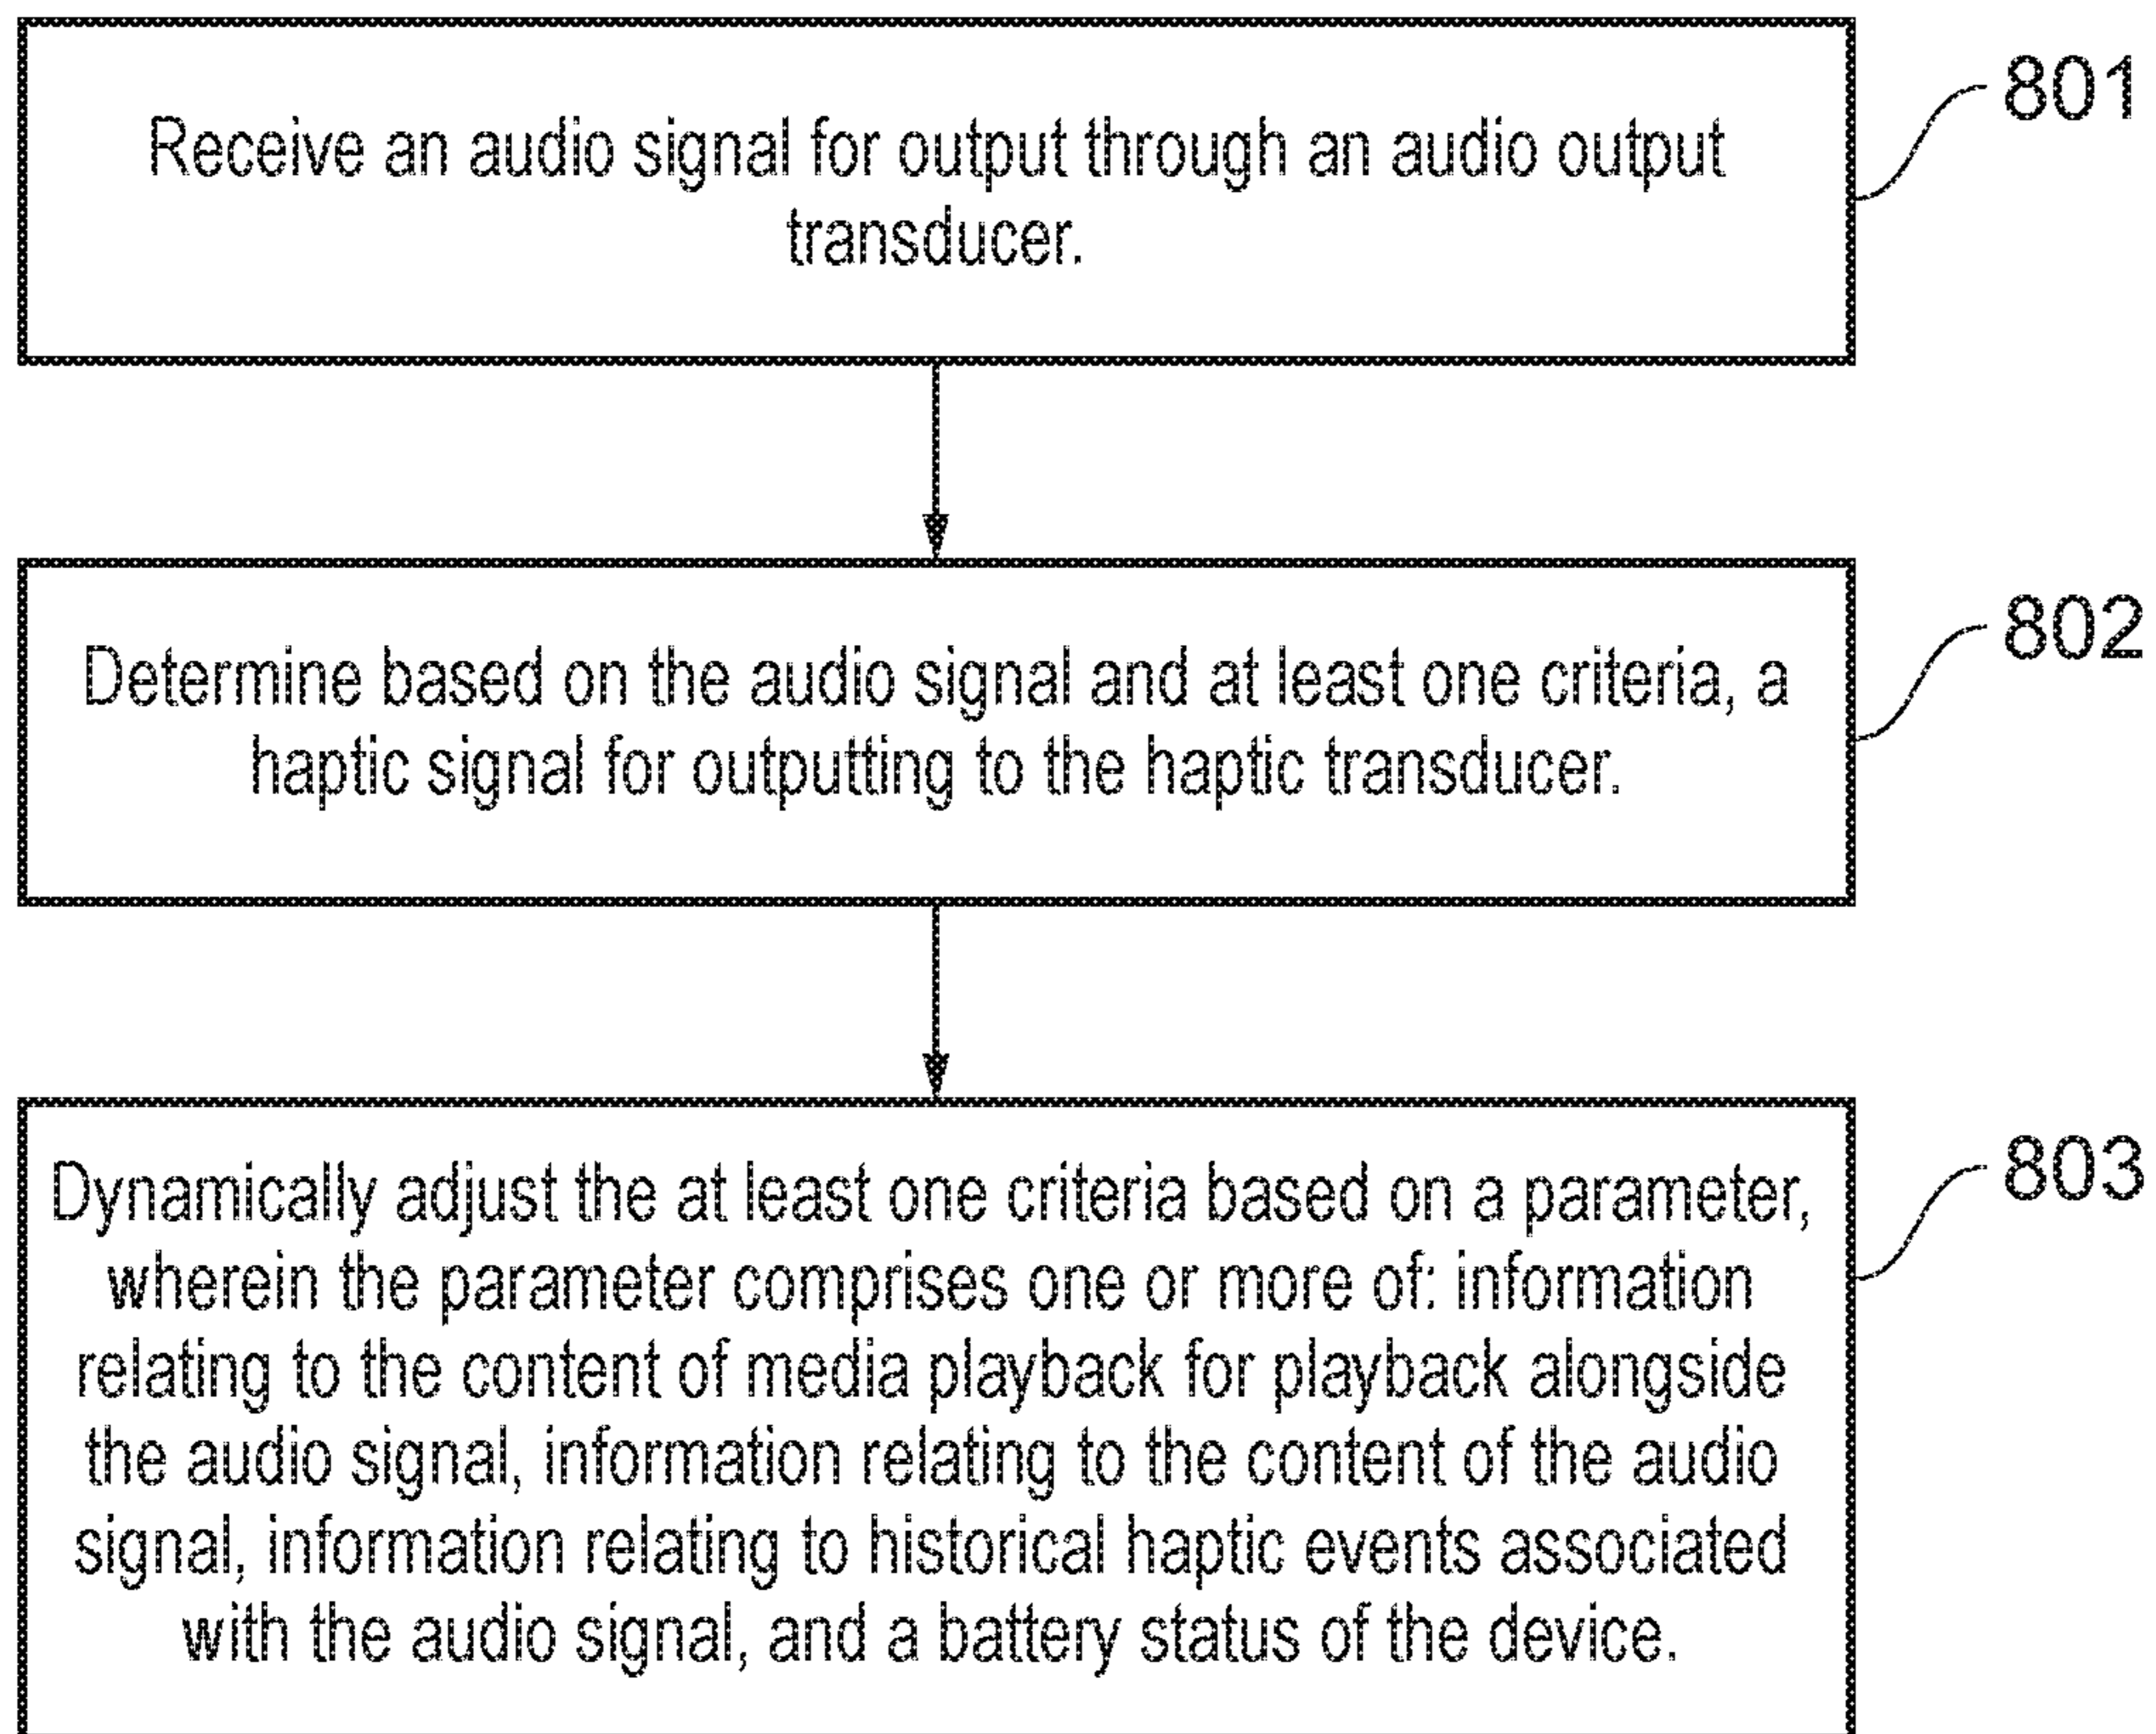 Receive an audio signal for output through an audio output
transducer.
801
Determine based on the audio signal and at least one criteria, a
haptic signal for outputting to the haptic transducer.
802
Dynamically adjust the at least one criteria based on a parameter,
wherein the parameter comprises one or more of: information
relating to the content of media playback for playback alongside
the audio signal, information relating to the content of the audio
signal, information relating to historical haptic events associated
with the audio signal, and a battery status of the device.
803